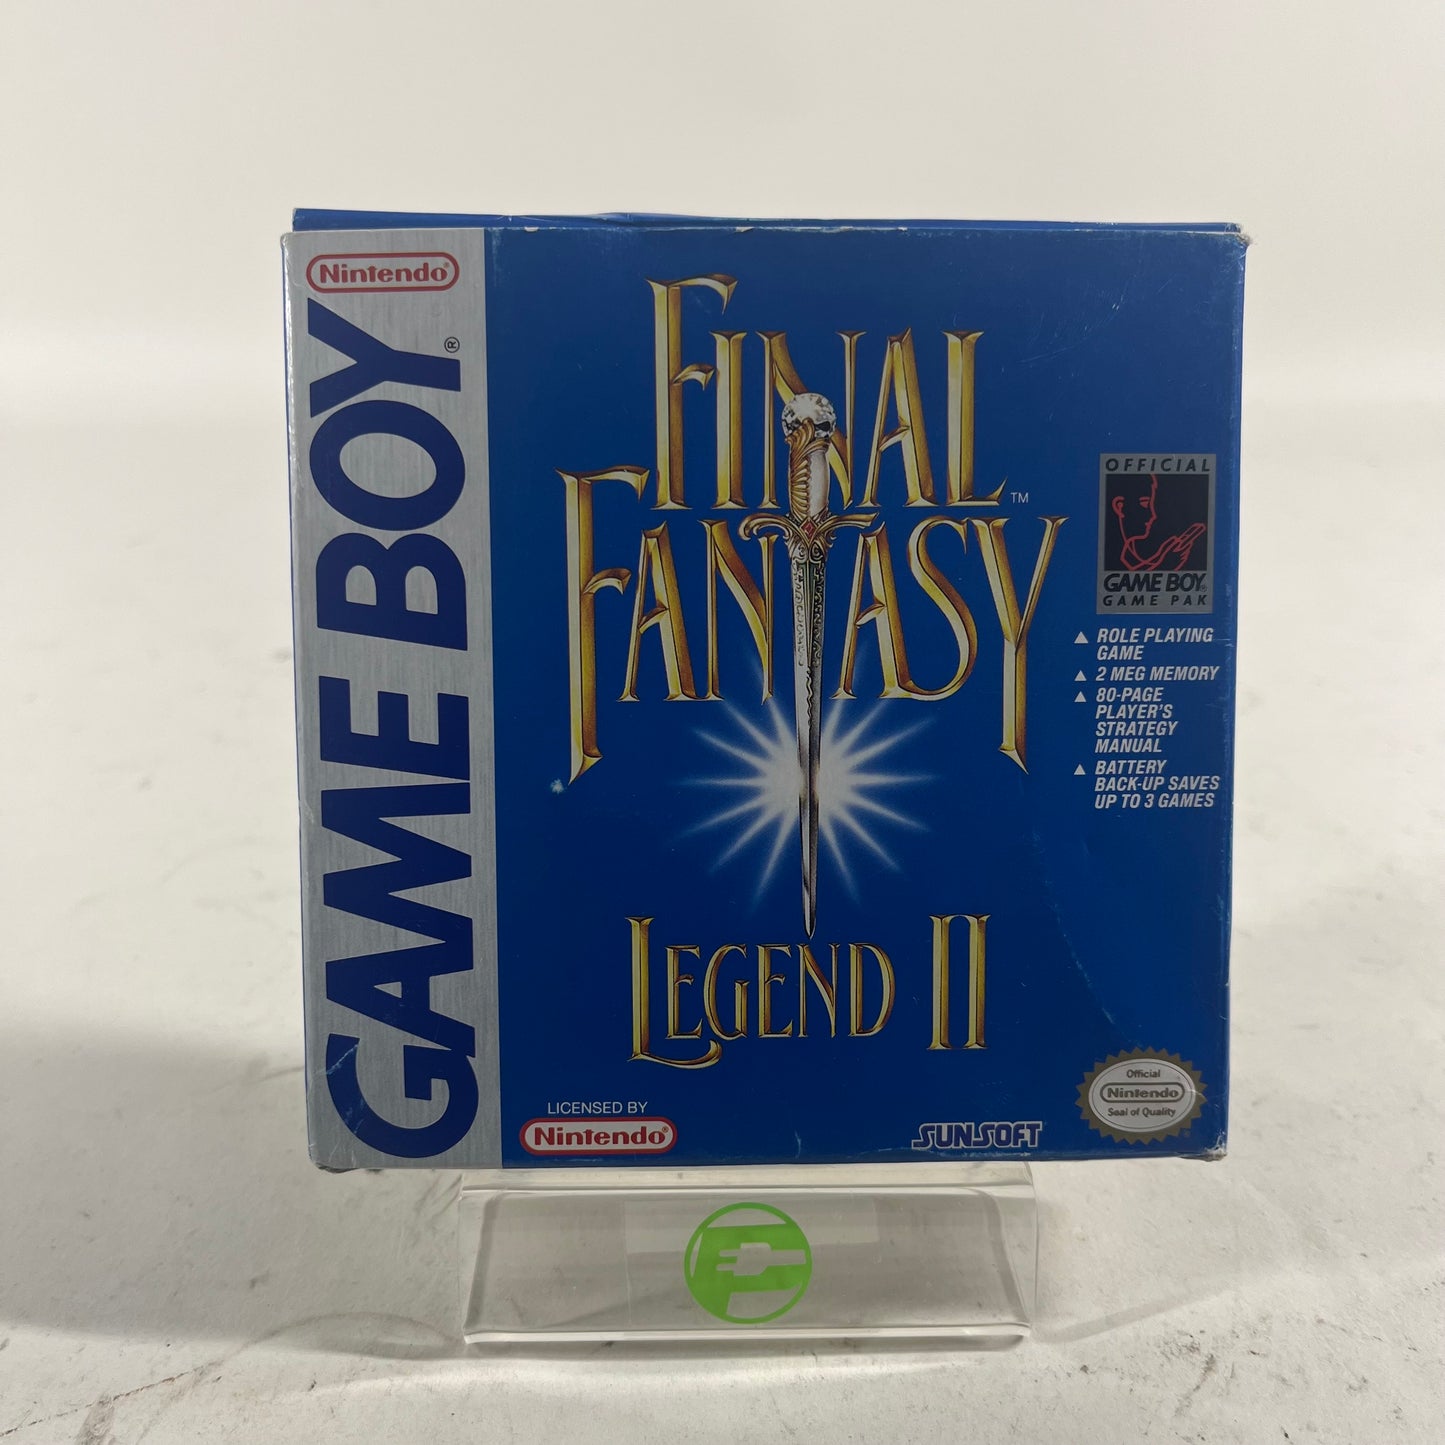 Nintendo®
GAME BOY®
FINAL
FANTASY™
LEGEND II
OFFICIAL
GAME BOY®
GAME PAK
▲ ROLE PLAYING
GAME
▲ 2 MEG MEMORY
▲ 80-PAGE
PLAYER'S
STRATEGY
MANUAL
▲ BATTERY
BACK-UP SAVES
UP TO 3 GAMES
LICENSED BY
Nintendo®
SUNSOFT
Official
Nintendo
Seal of Quality